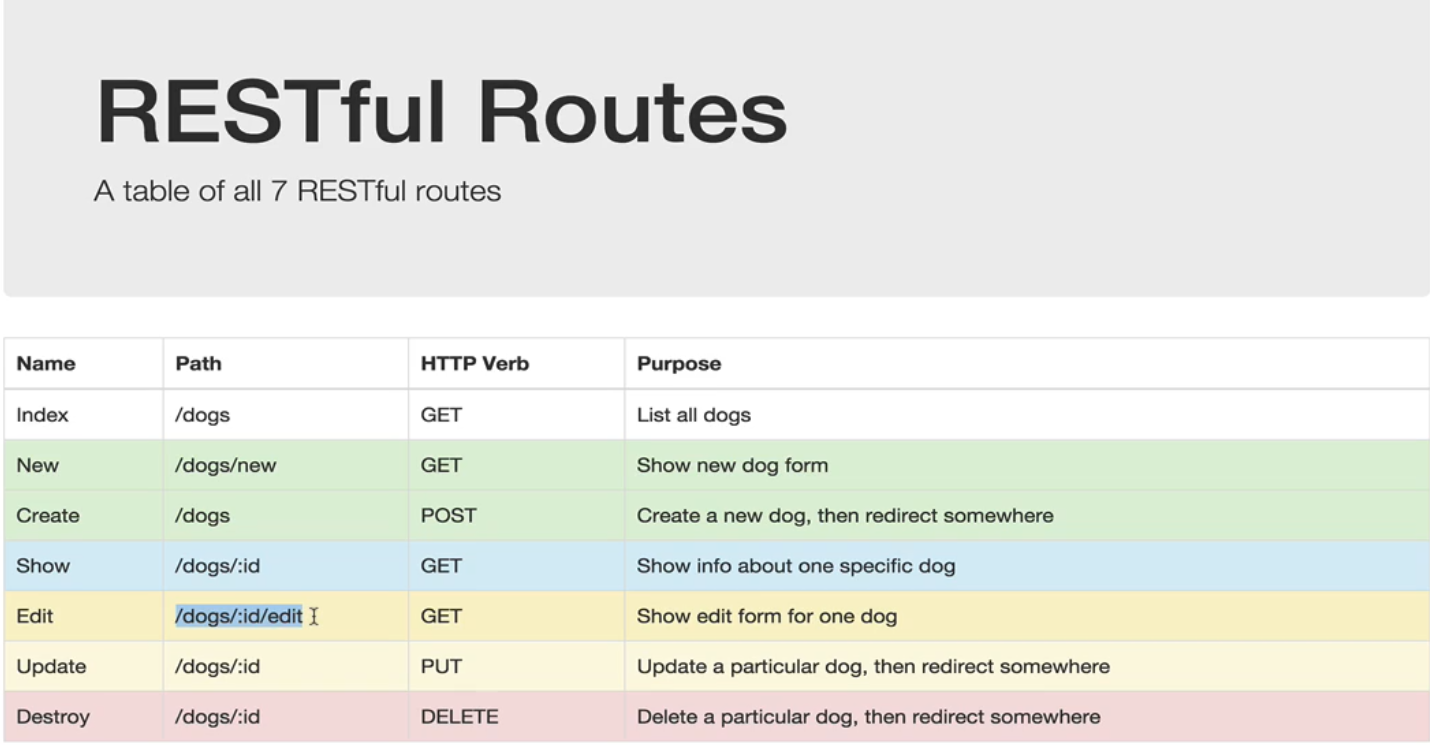 RESTful Routes
A table of all 7 RESTful routes
Name Path HTTP Verb Purpose
Index /dogs GET List all dogs
New /dogs/new GET Show new dog form
Create /dogs POST Create a new dog, then redirect somewhere
Show /dogs/:id GET Show info about one specific dog
Edit /dogs/:id/edit GET Show edit form for one dog
Update /dogs/:id PUT Update a particular dog, then redirect somewhere
Destroy /dogs/:id DELETE Delete a particular dog, then redirect somewhere